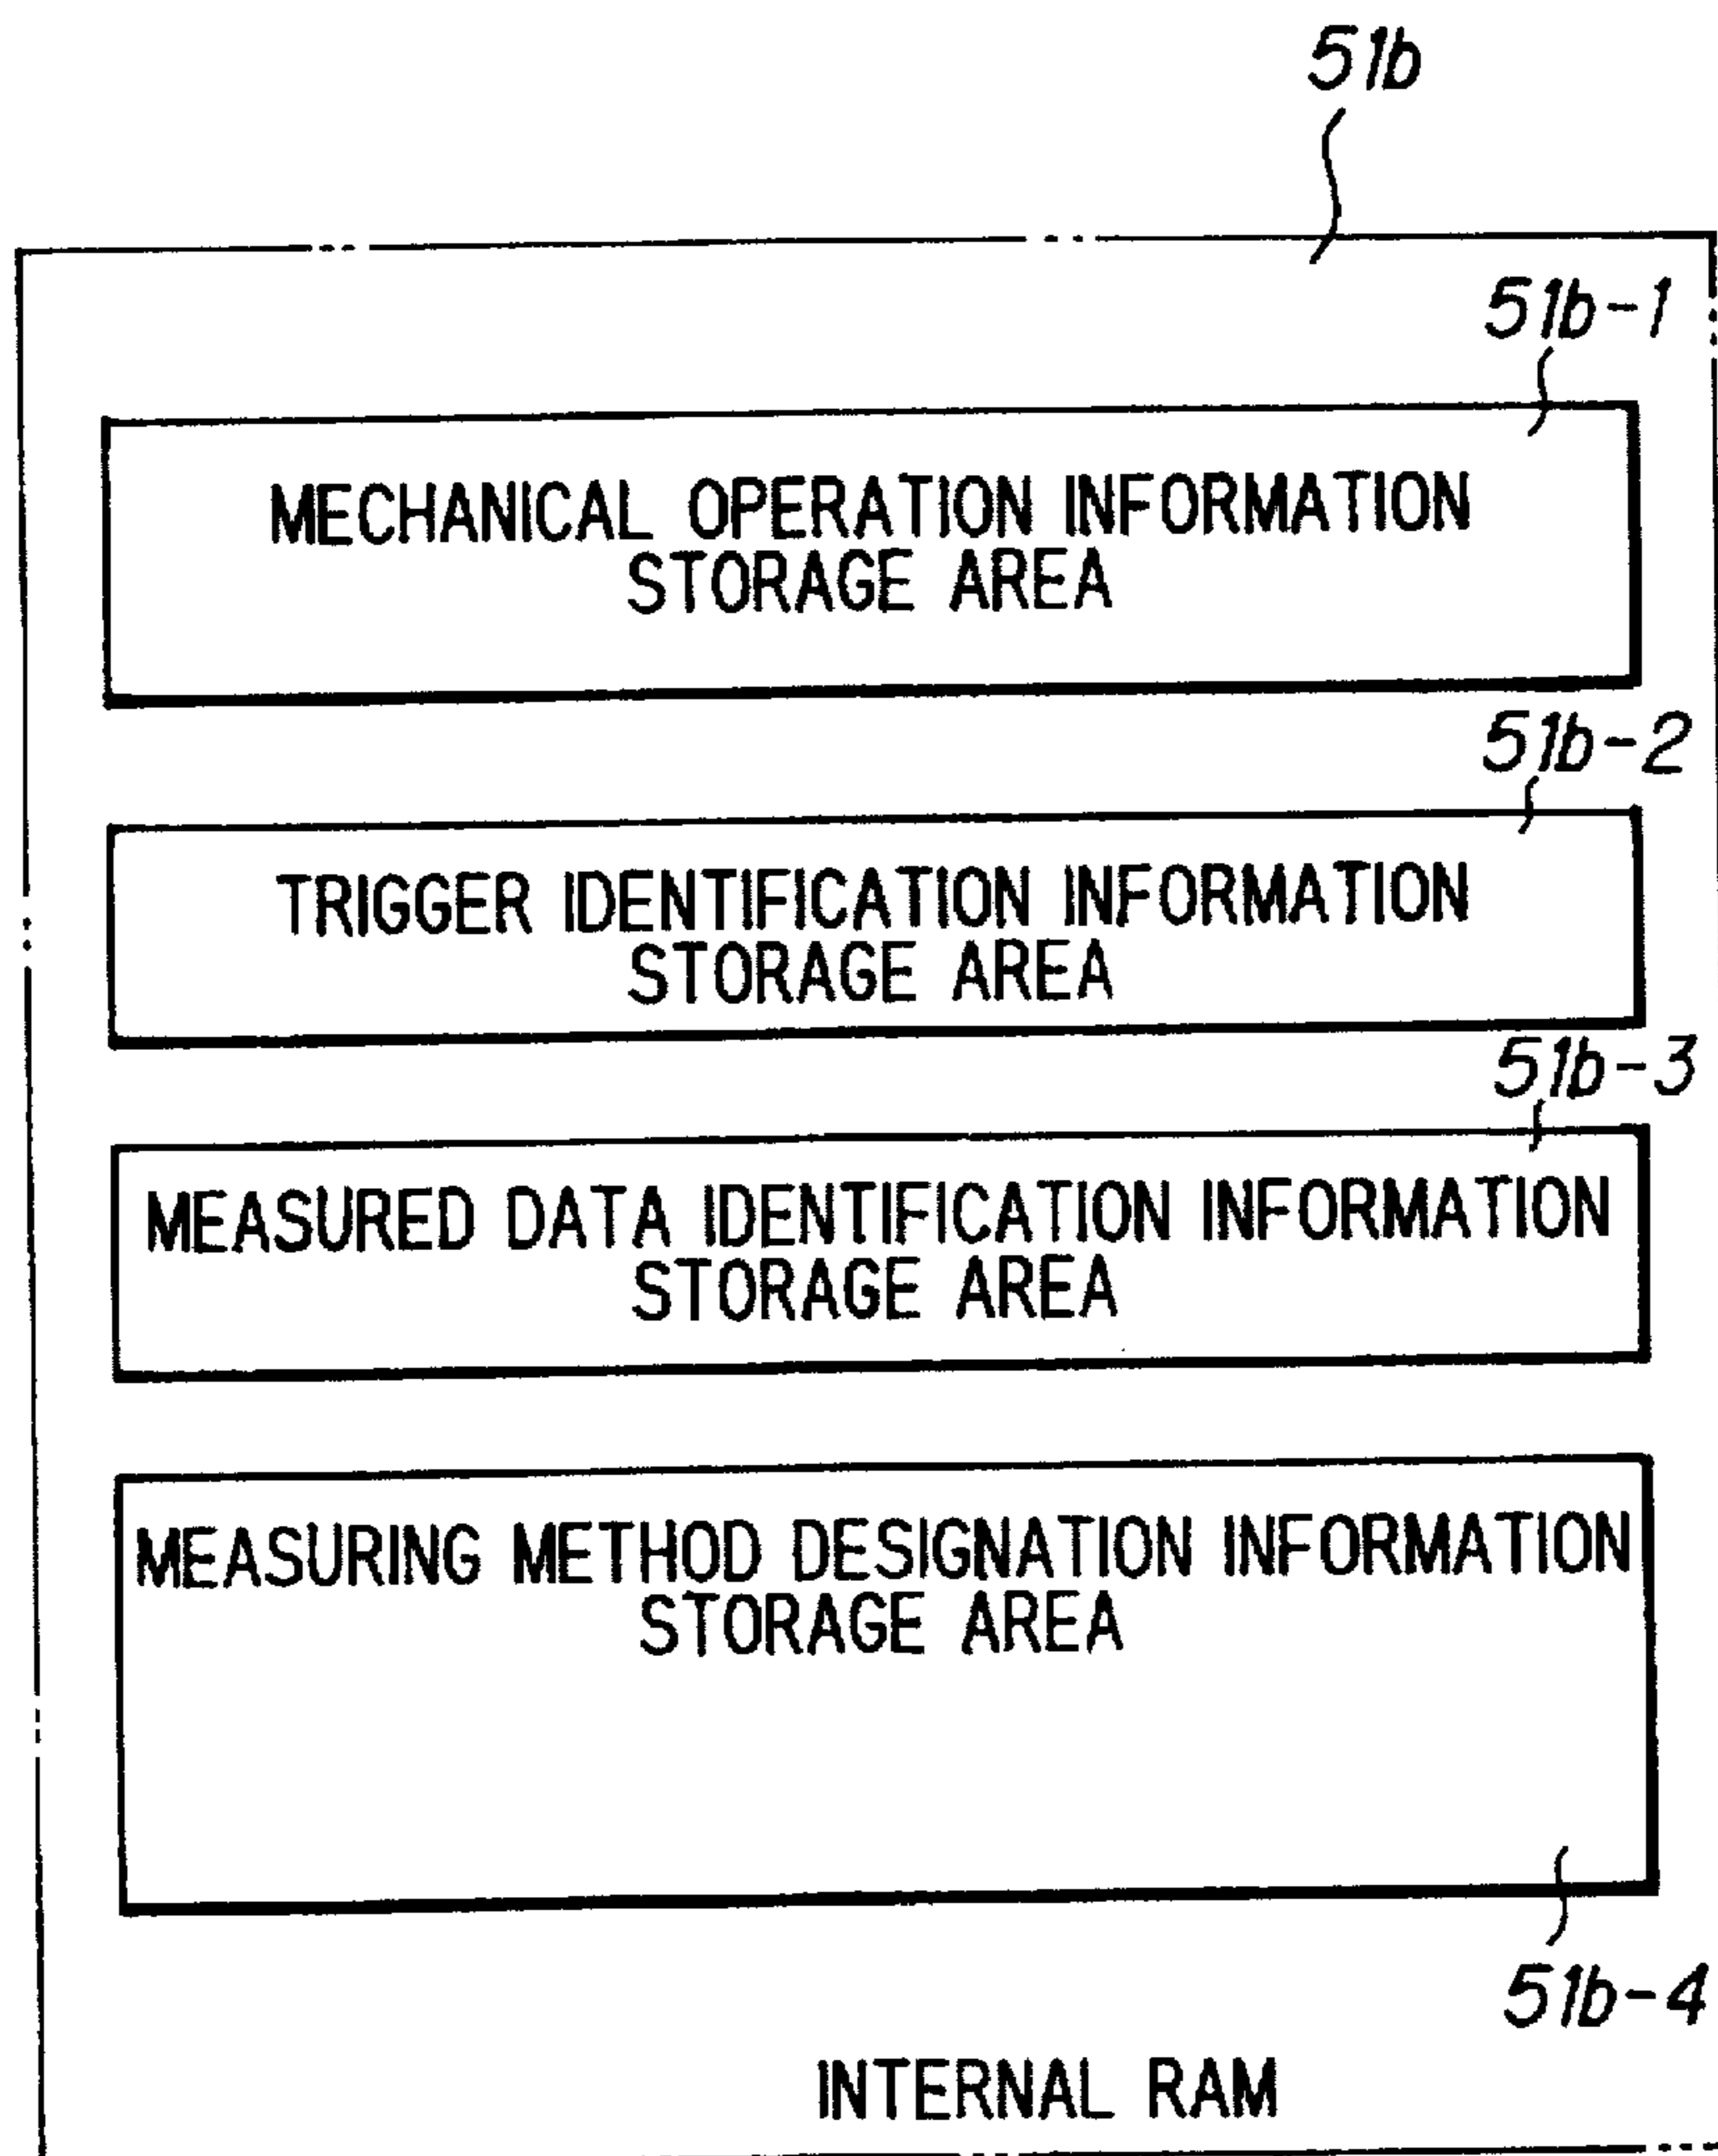 51b
51b-1
MECHANICAL OPERATION INFORMATION
STORAGE AREA
51b-2
TRIGGER IDENTIFICATION INFORMATION
STORAGE AREA
51b-3
MEASURED DATA IDENTIFICATION INFORMATION
STORAGE AREA
MEASURING METHOD DESIGNATION INFORMATION
STORAGE AREA
51b-4
INTERNAL RAM